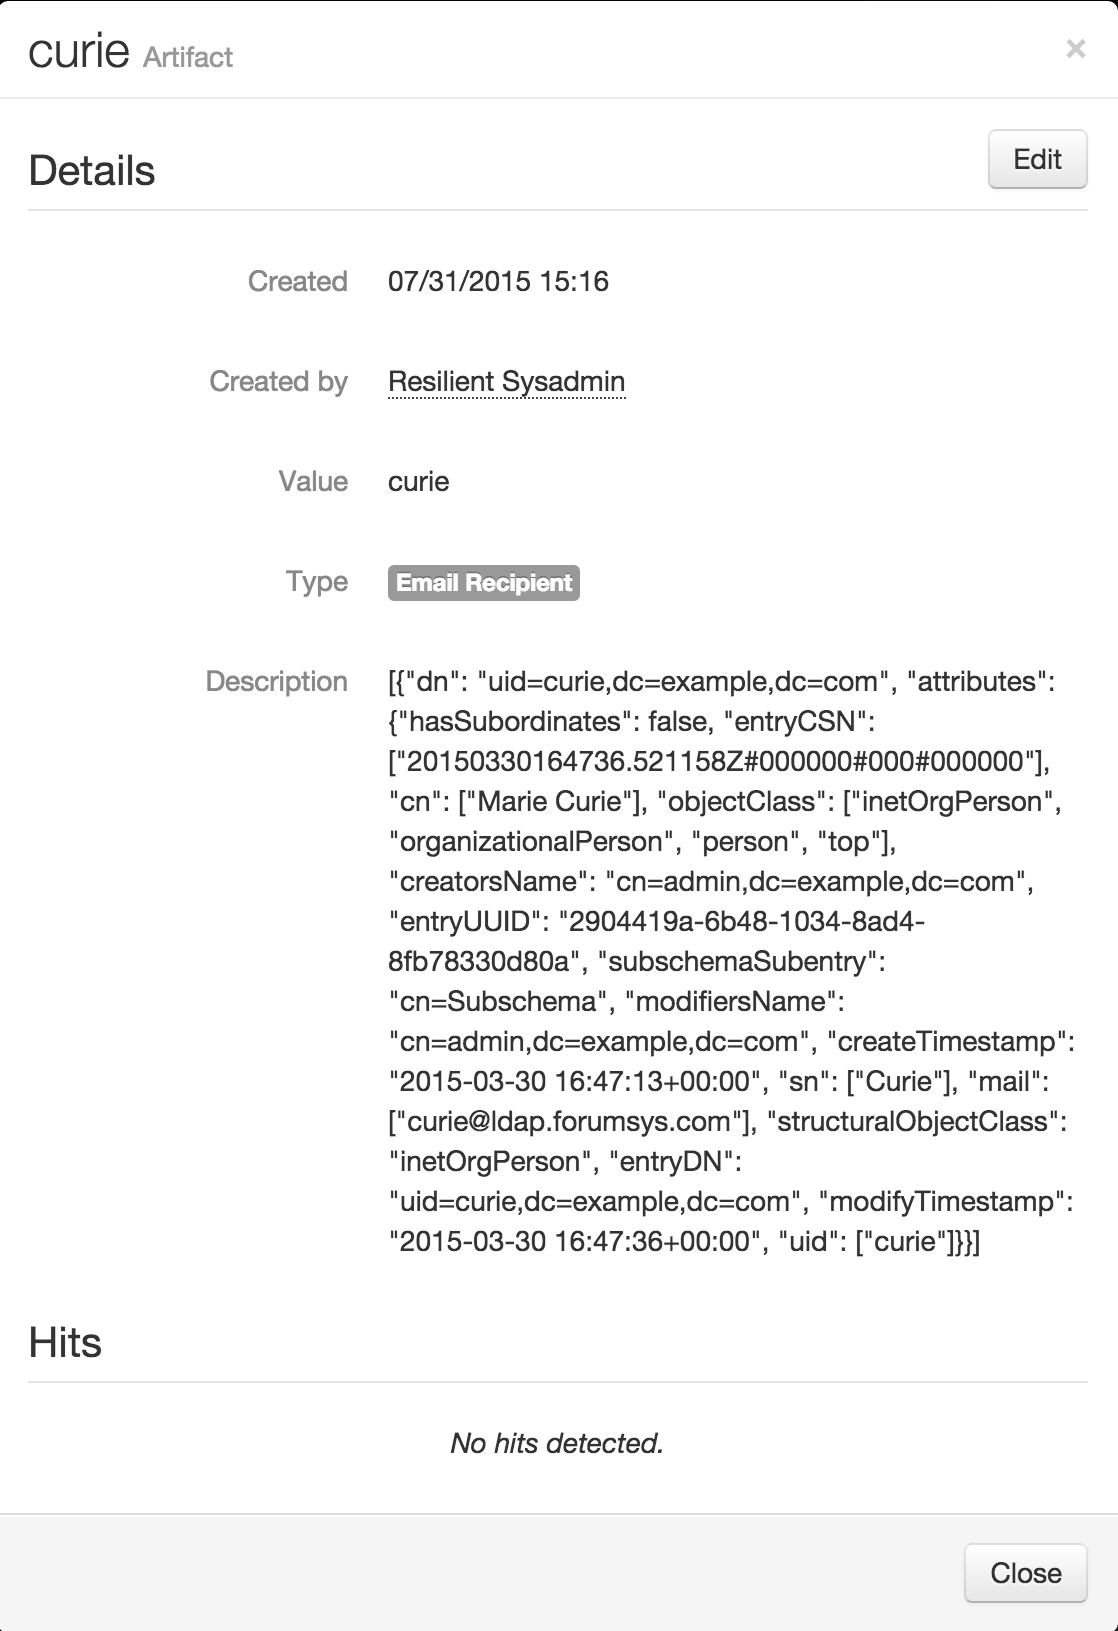 curie Artifact
×
Details
Edit
Created 07/31/2015 15:16
Created by Resilient Sysadmin
Value curie
Type Email Recipient
Description [{"dn": "uid=curie,dc=example,dc=com", "attributes":
{"hasSubordinates": false, "entryCSN":
["20150330164736.521158Z#000000#000#000000"],
"cn": ["Marie Curie"], "objectClass": ["inetOrgPerson",
"organizationalPerson", "person", "top"],
"creatorsName": "cn=admin,dc=example,dc=com",
"entryUUID": "2904419a-6b48-1034-8ad4-
8fb78330d80a", "subschemaSubentry":
"cn=Subschema", "modifiersName":
"cn=admin,dc=example,dc=com", "createTimestamp":
"2015-03-30 16:47:13+00:00", "sn": ["Curie"], "mail":
["curie@ldap.forumsys.com"], "structuralObjectClass":
"inetOrgPerson", "entryDN":
"uid=curie,dc=example,dc=com", "modifyTimestamp":
"2015-03-30 16:47:36+00:00", "uid": ["curie"]}}]
Hits
No hits detected.
Close